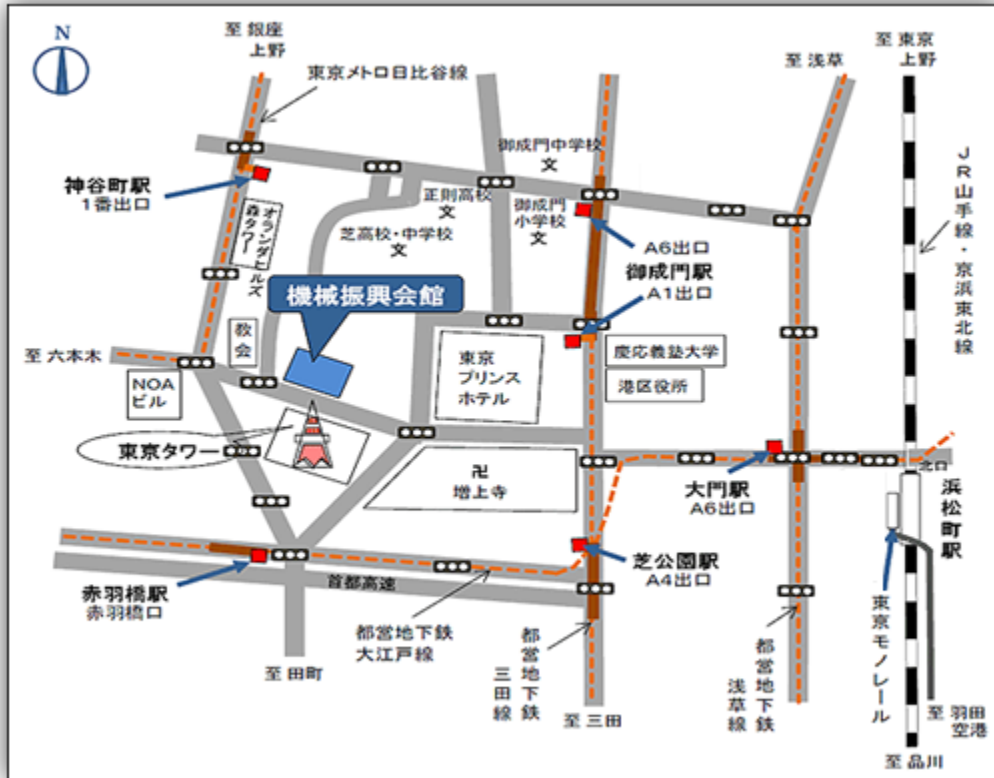 N
至 銀座
上野
東京メトロ日比谷線
至 浅草
至 東京
上野
御成門中学校
文
JR山手線・京浜東北線
神谷町駅
1番出口
オランダヒルズ
森タワー
正則高校
文
御成門
小学校
文
芝高校・中学校
文
A6出口
御成門駅
A1出口
機械振興会館
教会
至 六本木
NOA
ビル
東京
プリンス
ホテル
慶応義塾大学
港区役所
東京タワー
卍
増上寺
大門駅
A6出口
北口
浜松町駅
芝公園駅
A4出口
赤羽橋駅
赤羽橋口
首都高速
都営地下鉄
大江戸線
都営地下鉄
三田線
都営地下鉄
浅草線
東京モノレール
至 田町
至 三田
至 羽田
空港
至 品川